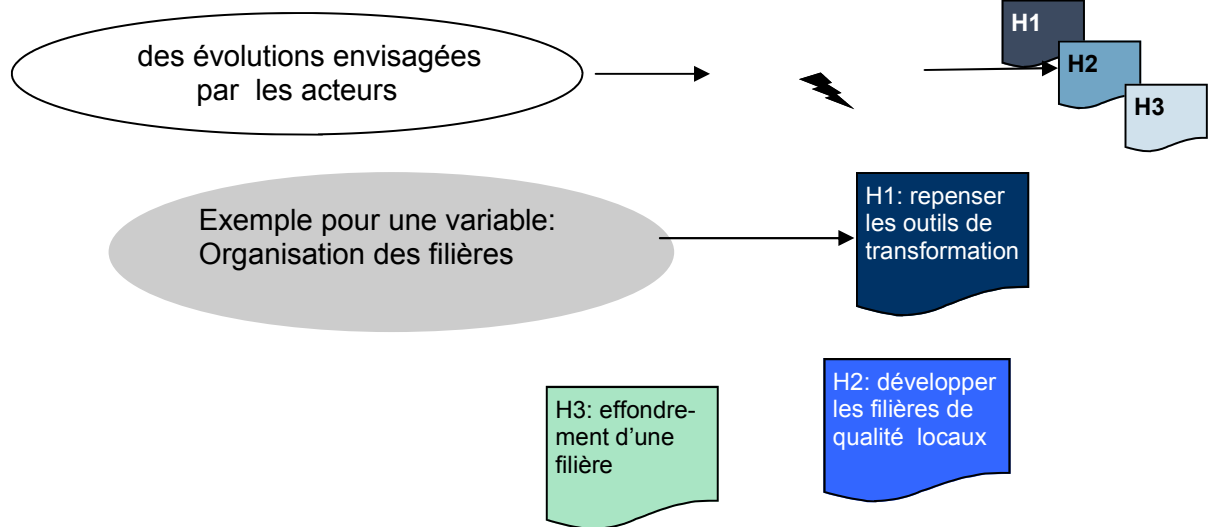 des évolutions envisagées
par les acteurs
H1
H2
H3
Exemple pour une variable:
Organisation des filières
H1: repenser
les outils de
transformation
H2: développer
les filières de
qualité locaux
H3: effondre-
ment d’une
filière